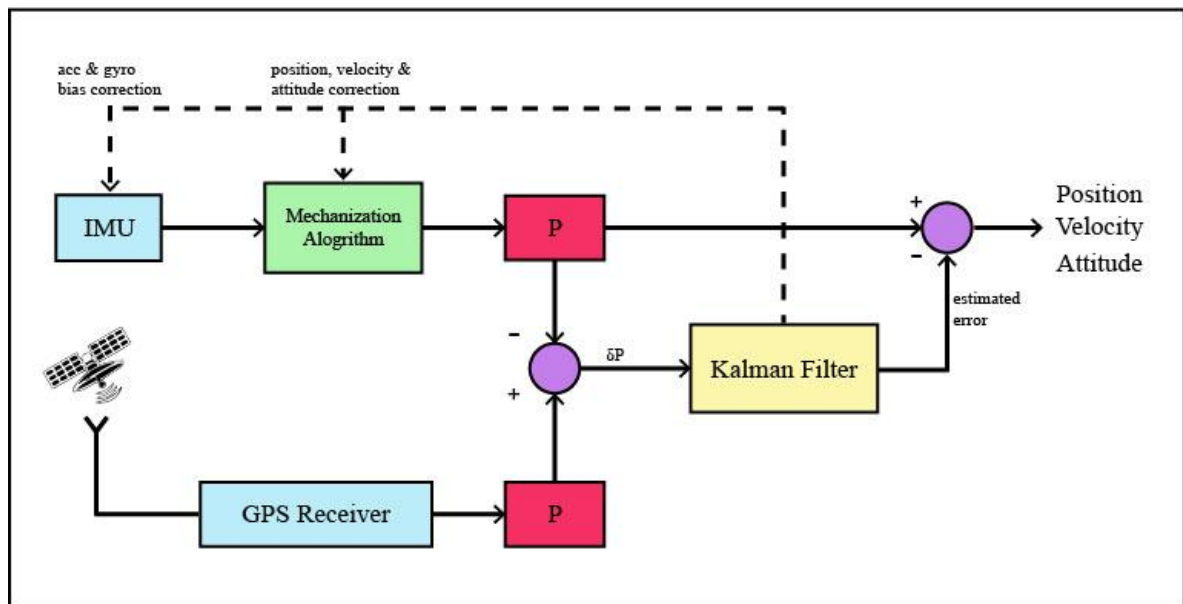 acc & gyro
bias correction
position, velocity &
attitude correction
IMU
Mechanization
Alogrithm
P
+
-
Position
Velocity
Attitude
estimated
error
-
+
δP
Kalman Filter
GPS Receiver
P